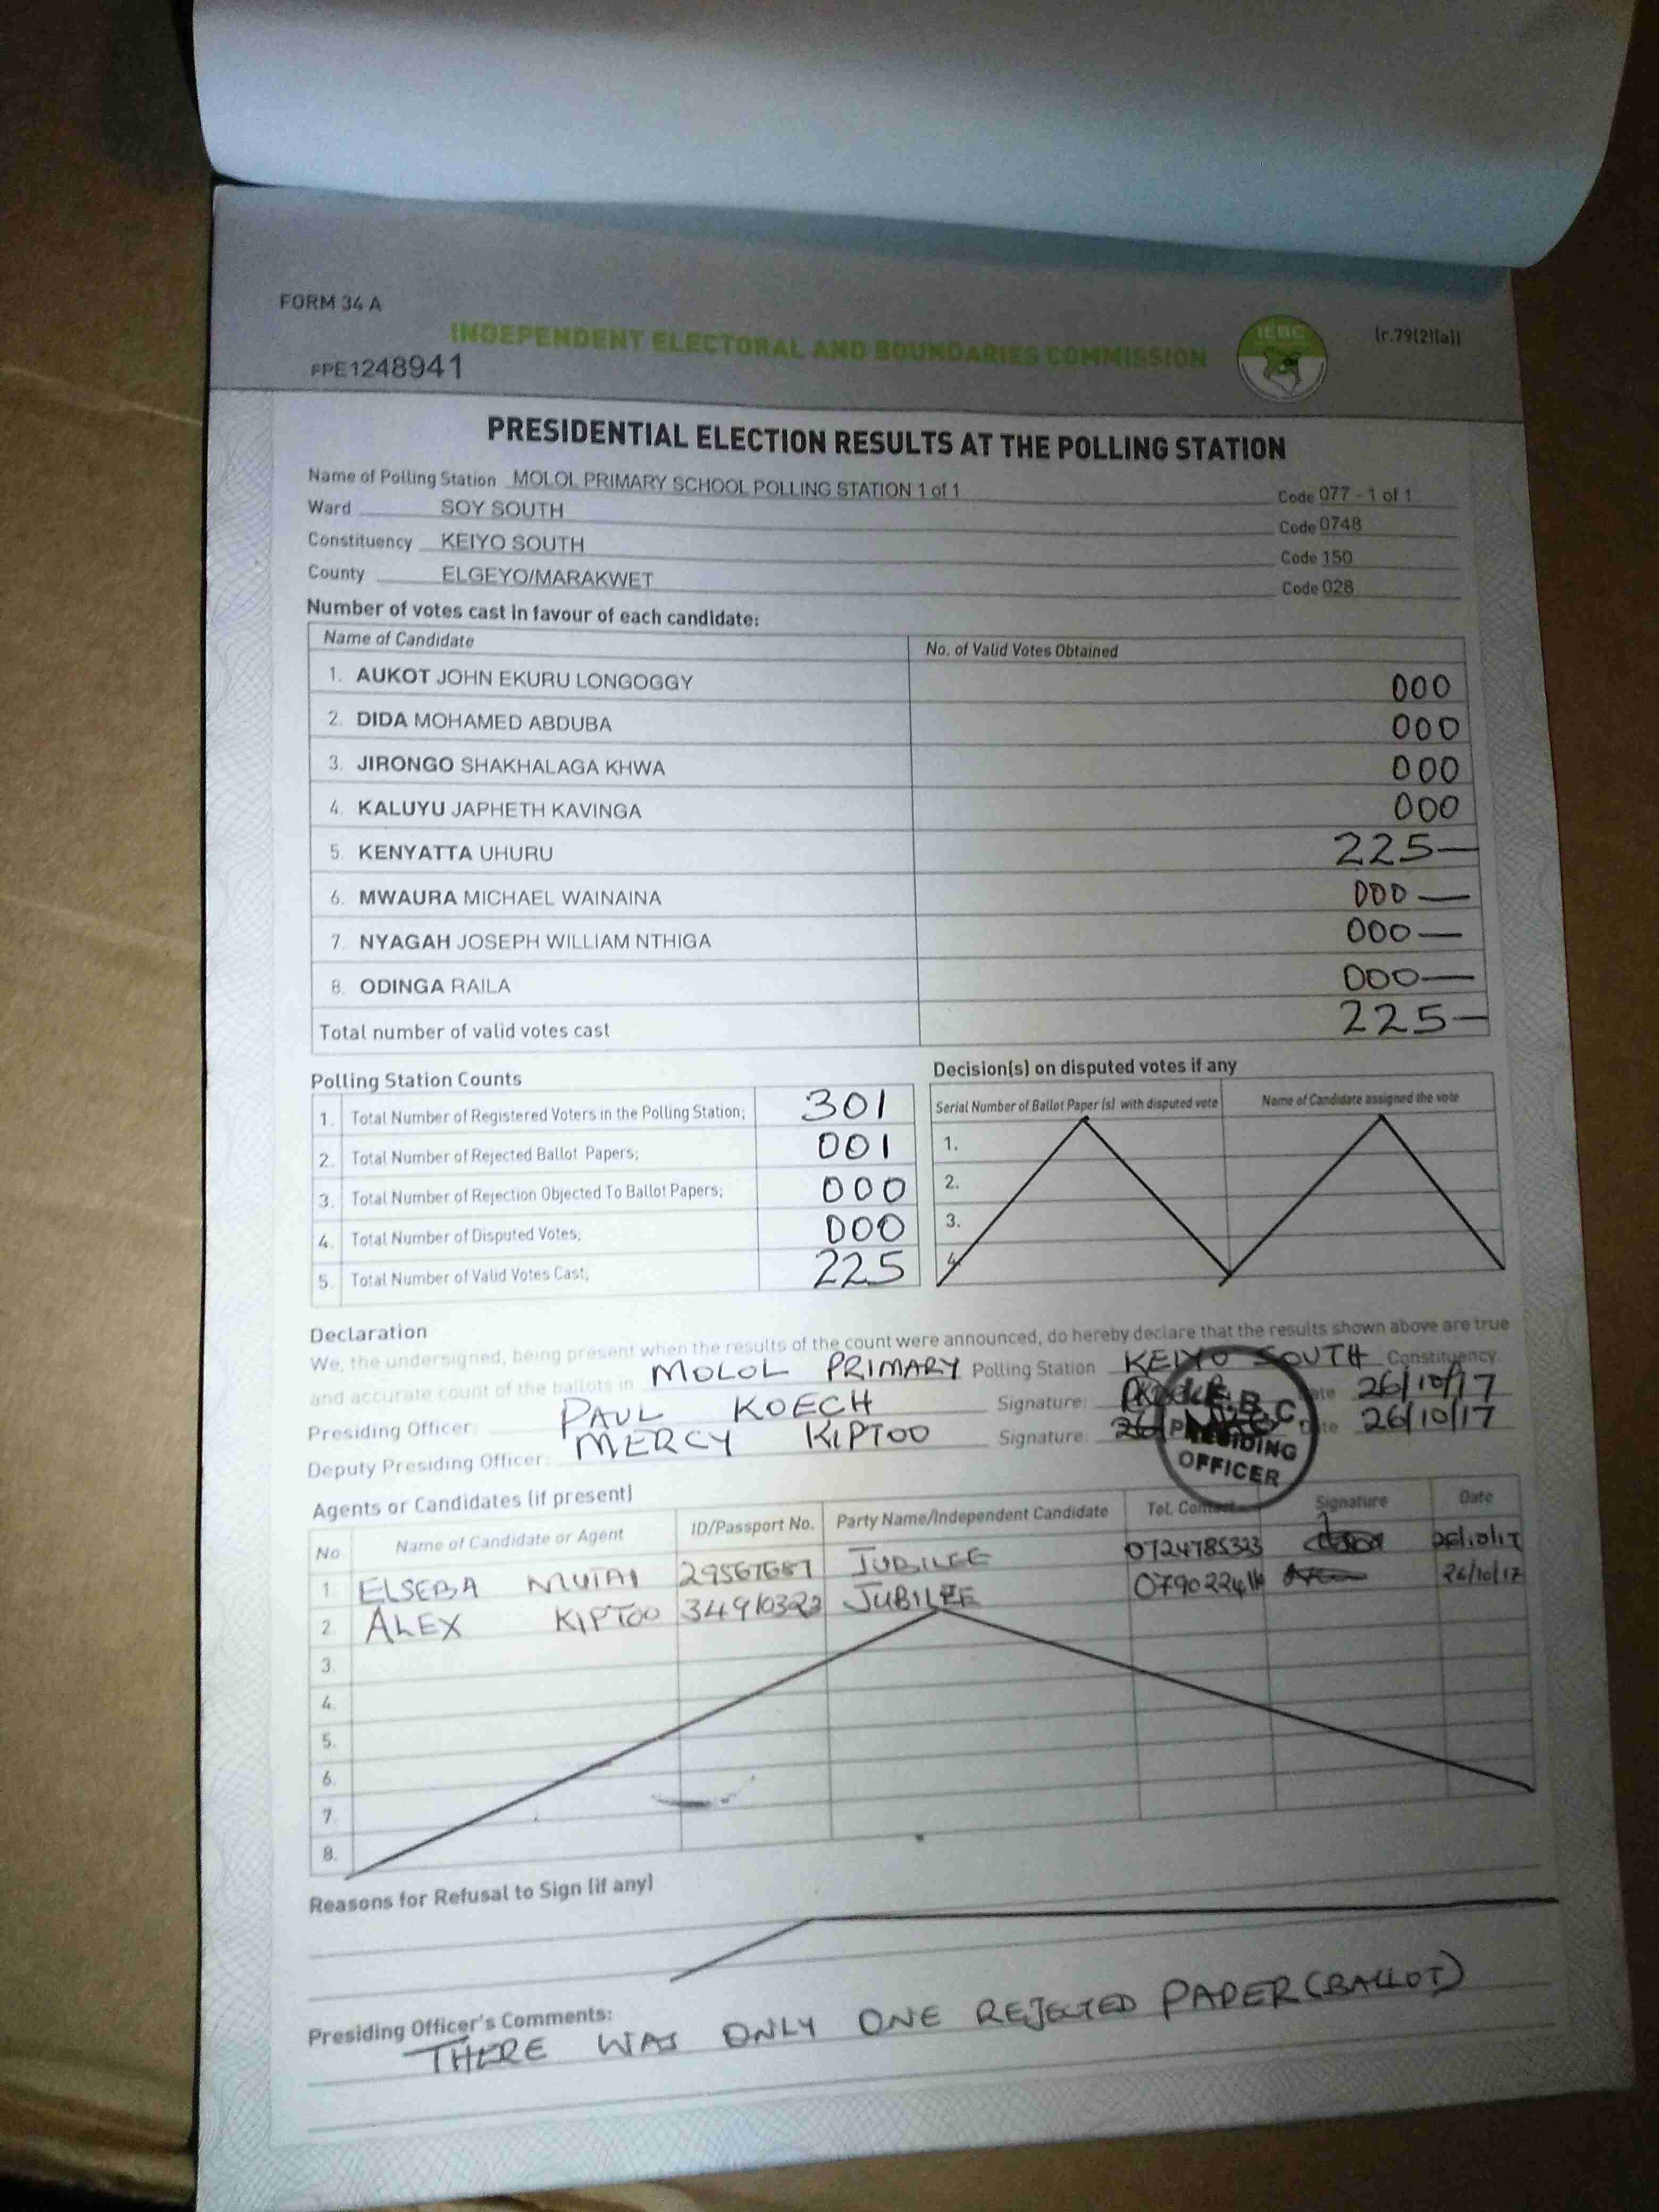 FORM 34 A
INDEPENDENT ELECTORAL AND BOUNDARIES COMMISSION
IEBC
(r.79(2)(a))
FPE1248941
PRESIDENTIAL ELECTION RESULTS AT THE POLLING STATION
Name of Polling Station MOLOL PRIMARY SCHOOL POLLING STATION 1 of 1 Code 077 - 1 of 1
Ward SOY SOUTH Code 0748
Constituency KEIYO SOUTH Code 150
County ELGEYO/MARAKWET Code 028
Number of votes cast in favour of each candidate:
Name of Candidate No. of Valid Votes Obtained
1. AUKOT JOHN EKURU LONGOGGY 000
2. DIDA MOHAMED ABDUBA 000
3. JIRONGO SHAKHALAGA KHWA 000
4. KALUYU JAPHETH KAVINGA 000
5. KENYATTA UHURU 225—
6. MWAURA MICHAEL WAINAINA 000—
7. NYAGAH JOSEPH WILLIAM NTHIGA 000—
8. ODINGA RAILA 000—
Total number of valid votes cast 225—
Polling Station Counts
1. Total Number of Registered Voters in the Polling Station; 301
2. Total Number of Rejected Ballot Papers; 001
3. Total Number of Rejection Objected To Ballot Papers; 000
4. Total Number of Disputed Votes; 000
5. Total Number of Valid Votes Cast; 225
Decision(s) on disputed votes if any
Serial Number of Ballot Paper (s) with disputed vote Name of Candidate assigned the vote
1.
2.
3.
4.
Declaration
We, the undersigned, being present when the results of the count were announced, do hereby declare that the results shown above are true
and accurate count of the ballots in MOLOL PRIMARY Polling Station KEIYO SOUTH Constituency
Presiding Officer: PAUL KOECH Signature: Date 26/10/17
Deputy Presiding Officer: MERCY KIPTOO Signature: Date 26/10/17
I.E.B.C
PRESIDING
OFFICER
Agents or Candidates (if present)
No. Name of Candidate or Agent ID/Passport No. Party Name/Independent Candidate Tel. Contact Signature Date
1. ELSEBA MUTAI 29567687 JUBILEE 0724785323 26/10/17
2. ALEX KIPTOO 34910322 JUBILEE 26/10/17
3.
4.
5.
6.
7.
8.
Reasons for Refusal to Sign (if any)
Presiding Officer's Comments:
THERE WAS ONLY ONE REJECTED PAPER (BALLOT)